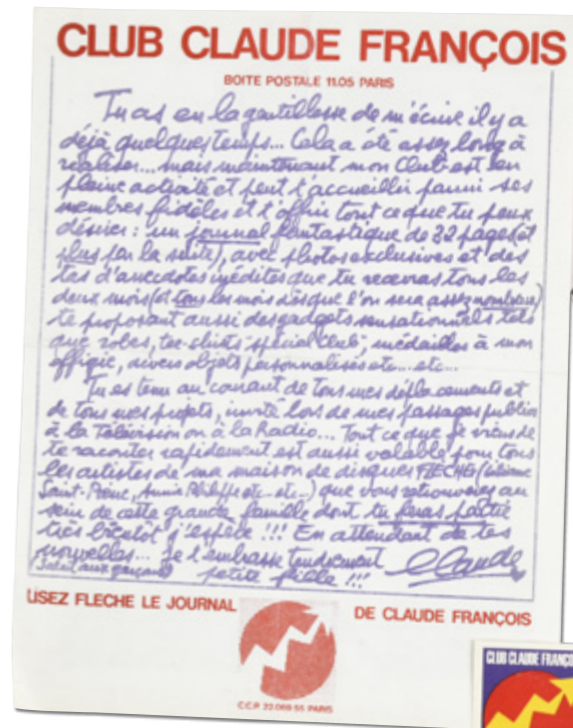 CLUB CLAUDE FRANÇOIS
BOITE POSTALE 11.05 PARIS
Tu as eu la gentillesse de m'écrire il y a
déjà quelques temps... Cela a été assez long à
réaliser... mais maintenant mon Club est en
pleine activité et peut t'accueillir parmi ses
membres fidèles et t'offrir tout ce que tu peux
désirer : un journal fantastique de 32 pages (et
plus par la suite), avec photos exclusives et des
tas d'anecdotes inédites que tu recevras tous les
deux mois (et tous les mois dès que l'on sera assez nombreux)
te proposant aussi des gadgets sensationnels tels
que robes, tee-shirts "spécial Club", médailles à mon
effigie, divers objets personnalisés etc... etc...
Tu es tenu au courant de tous mes déplacements et
de tous mes projets, invité lors de mes passages publics
à la Télévision ou à la Radio... Tout ce que je viens de
te raconter rapidement est aussi valable pour tous
les artistes de ma maison de disques FLECHE (
Saint-Preux, Annie Philippe etc... etc...) que vous retrouverez au
sein de cette grande famille dont tu feras partie
très bientôt j'espère !!! En attendant de tes
nouvelles... je t'embrasse tendrement Claude
(Salut aux garçons) petite fille !!!
LISEZ FLECHE LE JOURNAL DE CLAUDE FRANÇOIS
C.C.P. 22.069 55 PARIS
CLUB CLAUDE FRANÇO